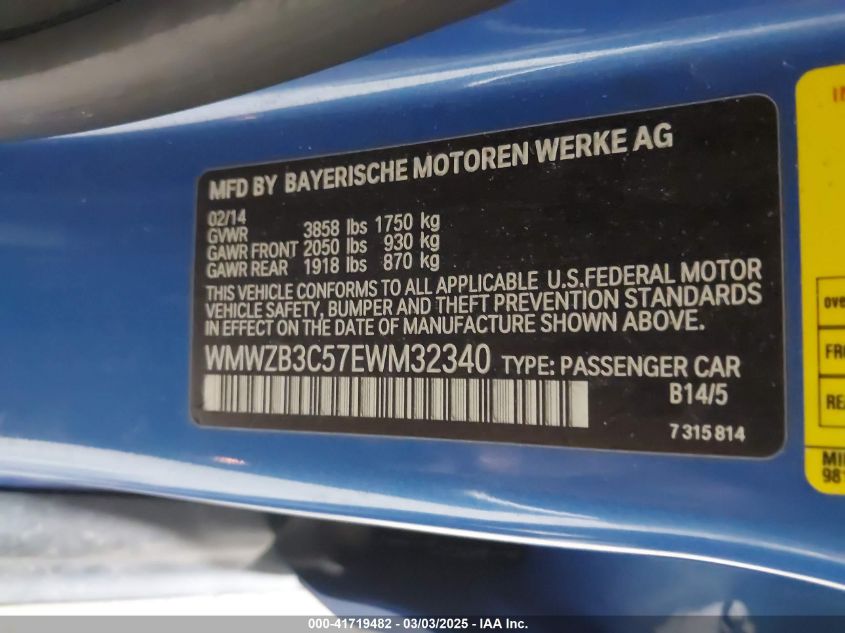 MFD BY BAYERISCHE MOTOREN WERKE AG
02/14
GVWR 3858 lbs 1750 kg
GAWR FRONT 2050 lbs 930 kg
GAWR REAR 1918 lbs 870 kg
THIS VEHICLE CONFORMS TO ALL APPLICABLE U.S.FEDERAL MOTOR
VEHICLE SAFETY, BUMPER AND THEFT PREVENTION STANDARDS
IN EFFECT ON THE DATE OF MANUFACTURE SHOWN ABOVE.
WMWZB3C57EWM32340 TYPE: PASSENGER CAR
B14/5
7 315 814
--00--41719482 - 03/03/2025 - IAA Inc.